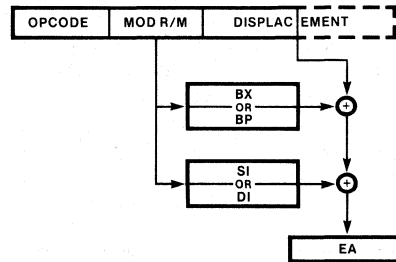 OPCODE MOD R/M DISPLACEMENT
BX
OR
BP
SI
OR
DI
EA